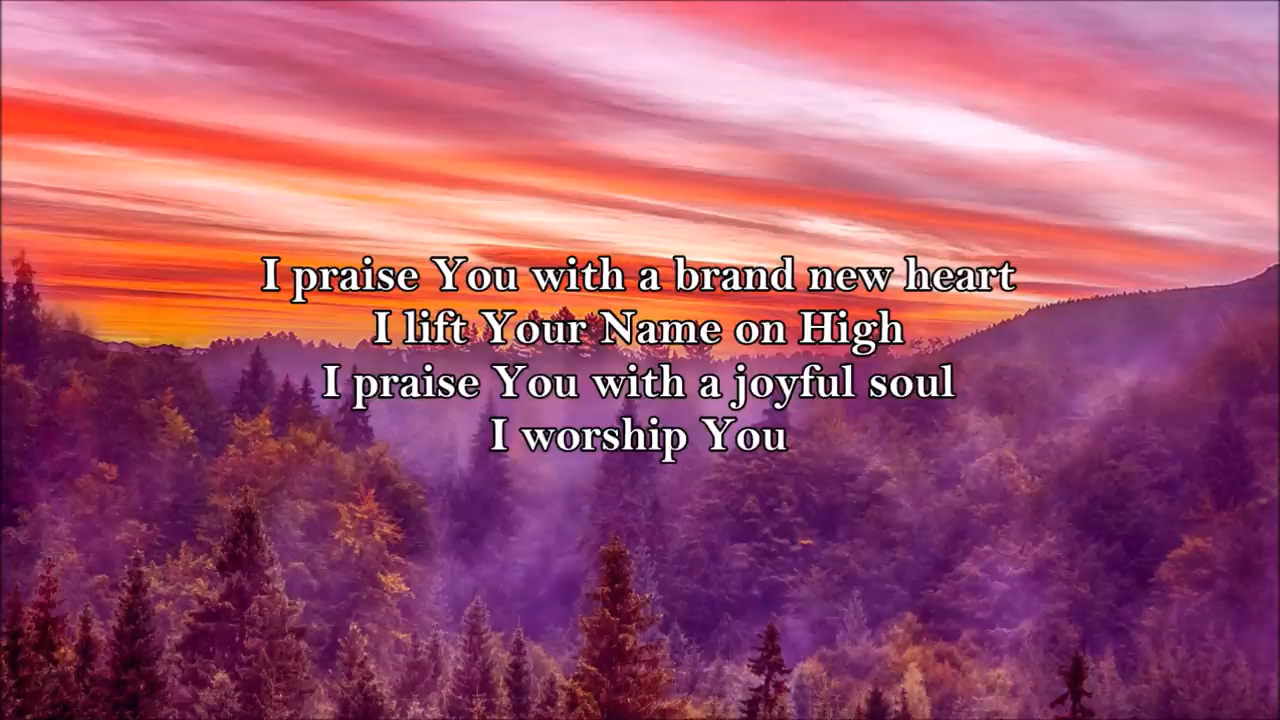 I praise You with a brand new heart
I lift Your Name on High
I praise You with a joyful soul
I worship You